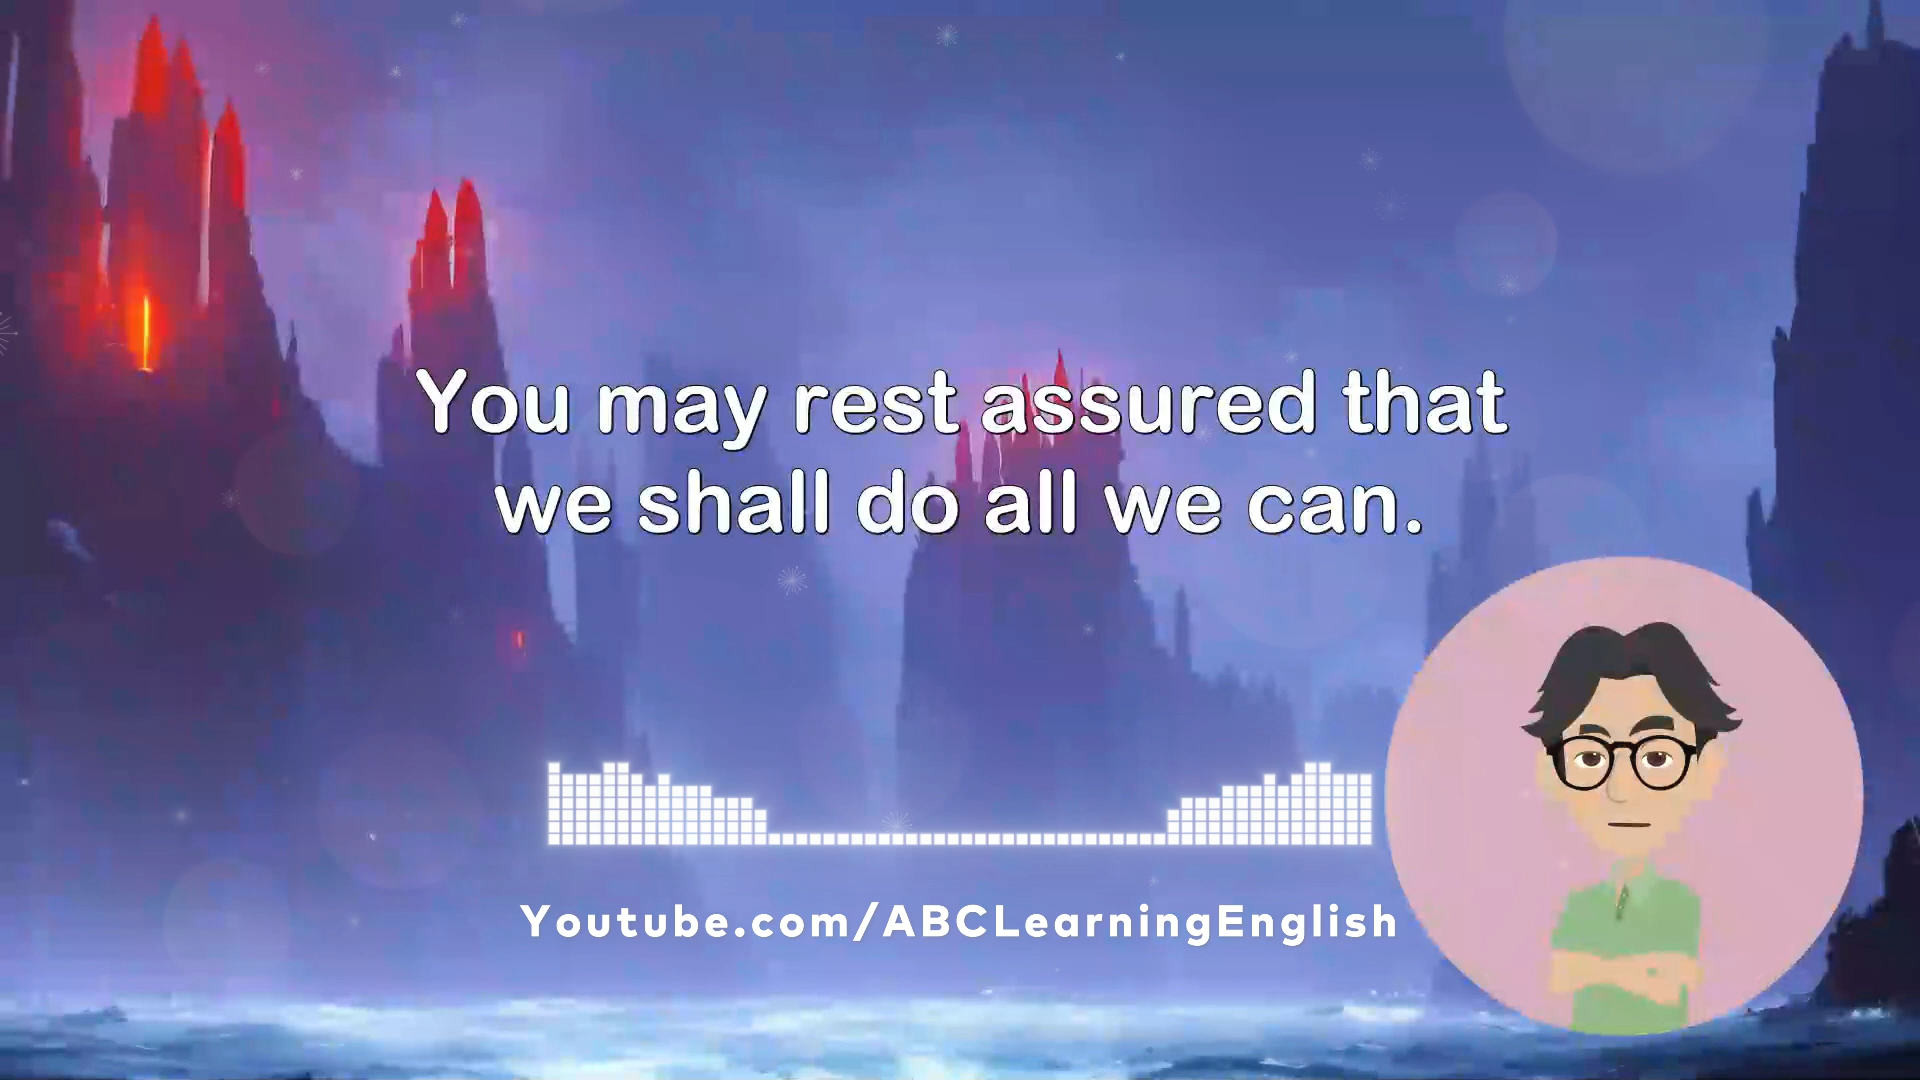 You may rest assured that
we shall do all we can.
Youtube.com/ABCLearningEnglish